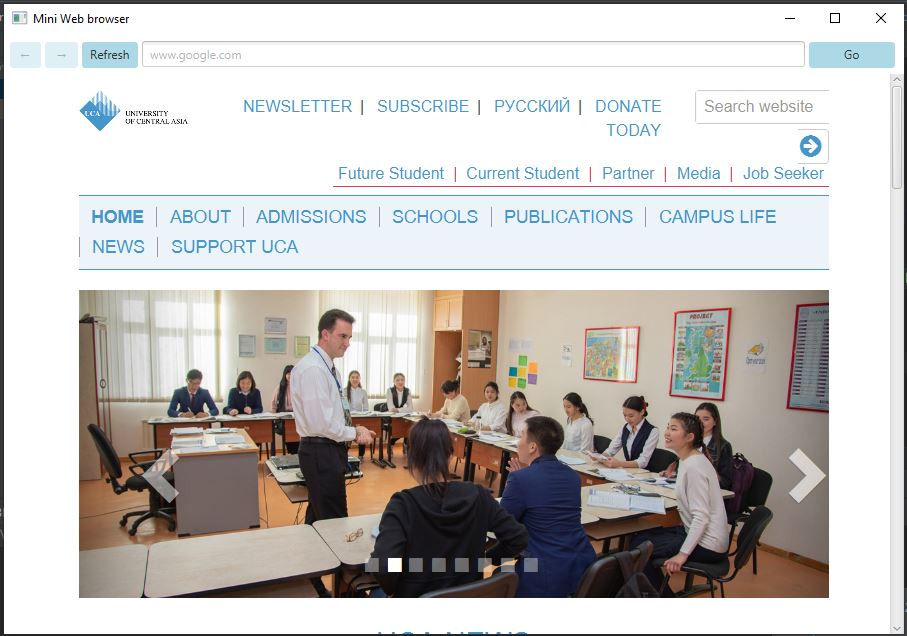 Mini Web browser
← → Refresh www.google.com Go
UCA UNIVERSITY
OF CENTRAL ASIA
NEWSLETTER | SUBSCRIBE | РУССКИЙ | DONATE
TODAY
Search website
Future Student | Current Student | Partner | Media | Job Seeker
HOME | ABOUT | ADMISSIONS | SCHOOLS | PUBLICATIONS | CAMPUS LIFE
NEWS | SUPPORT UCA
PROJECT
UCA NEWS